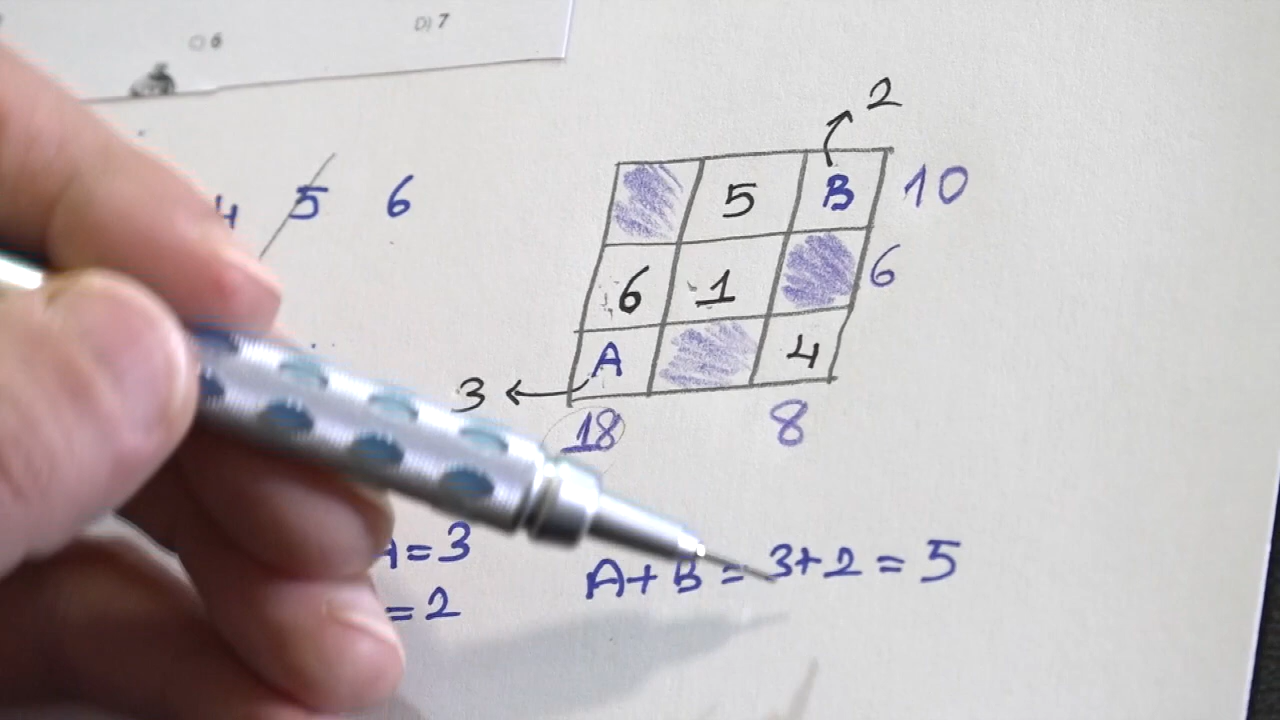 C) 6 D) 7
2
4 5 6
5 B 10
6 1 6
A 4
3
18 8
A=3
=2
A+B = 3+2 = 5